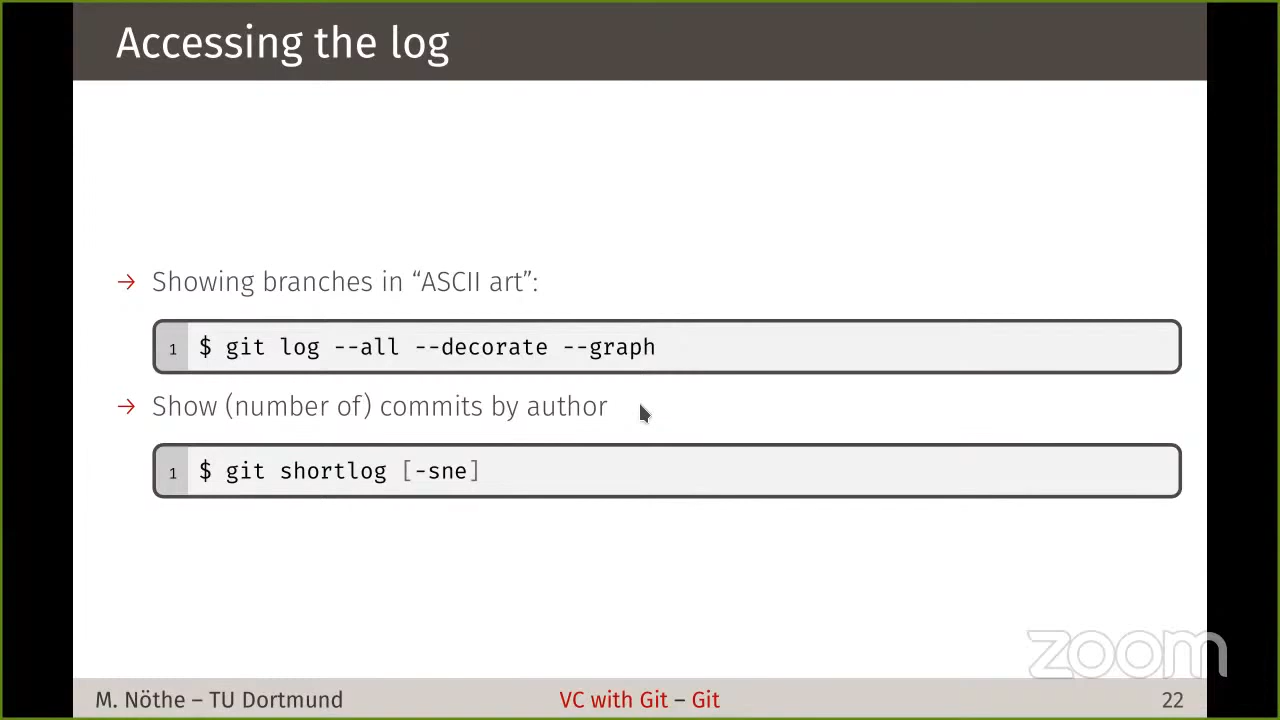 Accessing the log
→ Showing branches in “ASCII art”:
1 $ git log --all --decorate --graph
→ Show (number of) commits by author
1 $ git shortlog [-sne]
zoom
M. Nöthe – TU Dortmund VC with Git – Git 22